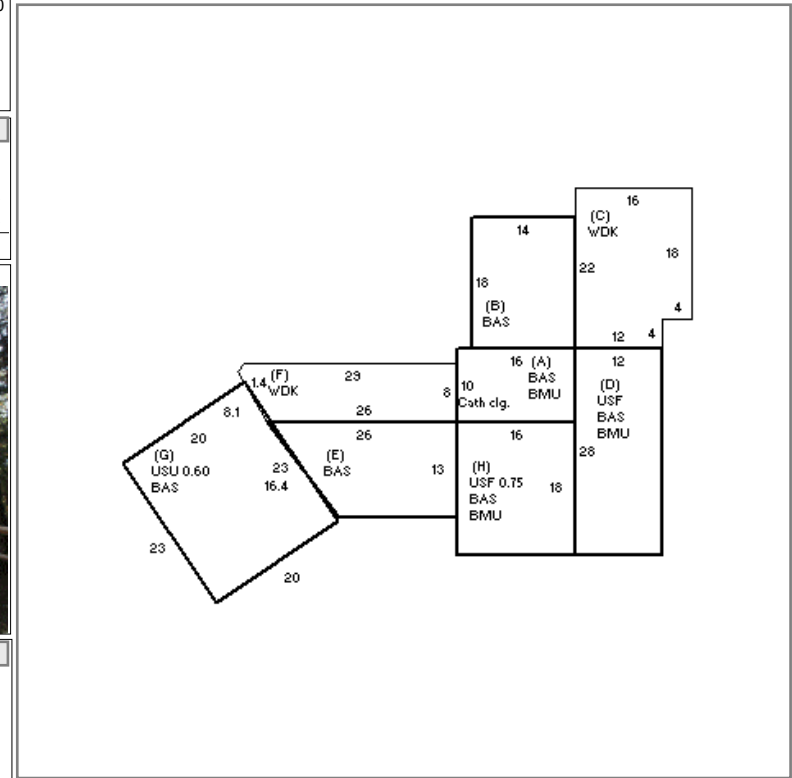 16
(C)
WDK
14
18
22
18
(B)
BAS
4
12
4
16
(A)
BAS
BMU
12
(D)
USF
BAS
BMU
29
1.4
(F)
WDK
8
10
Cath clg.
26
8.1
20
26
16
(G)
USU 0.60
BAS
23
16.4
(E)
BAS
13
(H)
USF 0.75
BAS
BMU
18
28
23
20